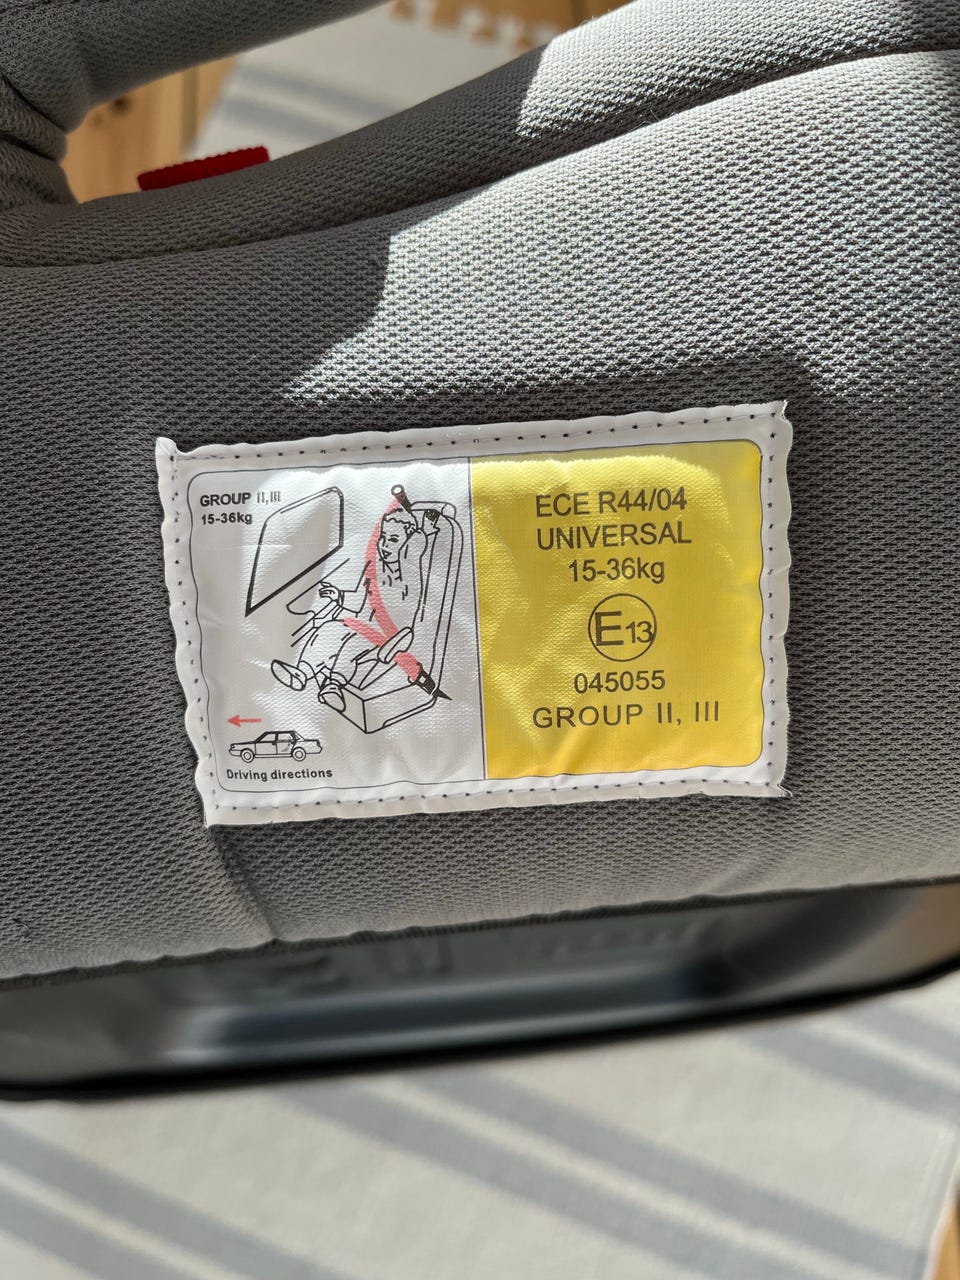 GROUP II,III
15-36kg
Driving directions
ECE R44/04
UNIVERSAL
15-36kg
E13
045055
GROUP II, III